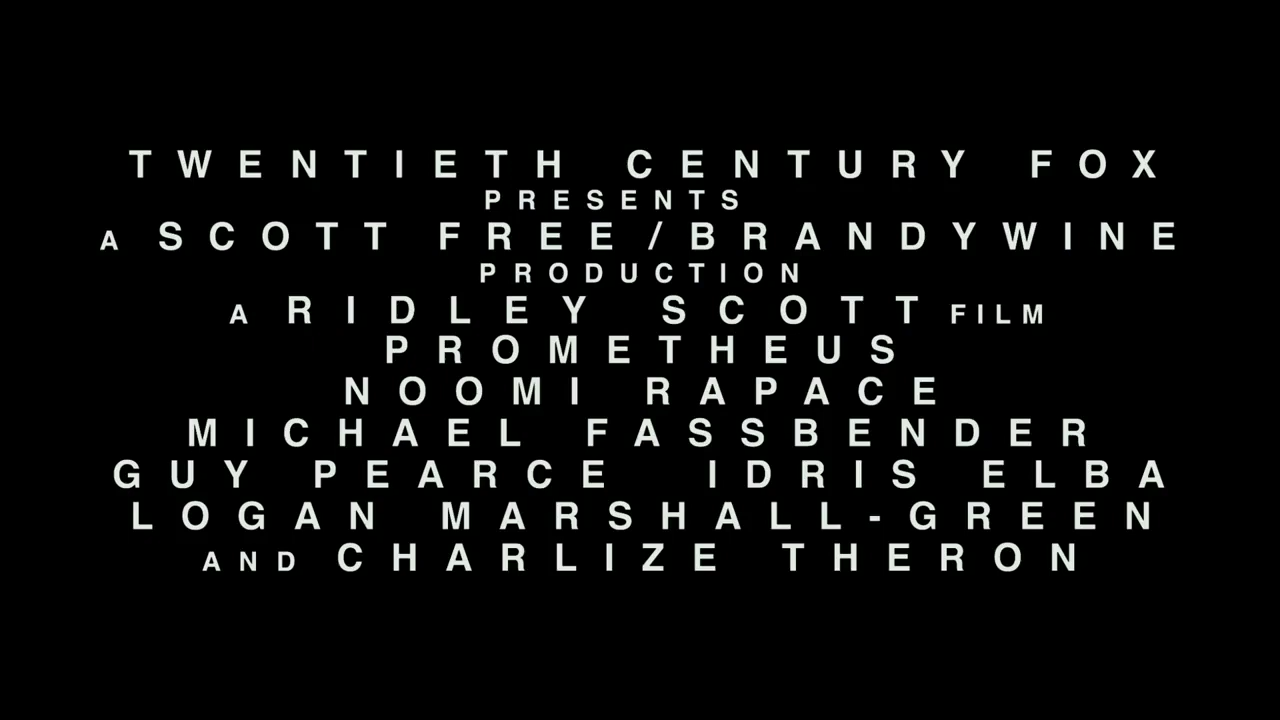 TWENTIETH CENTURY FOX
PRESENTS
A SCOTT FREE/BRANDYWINE
PRODUCTION
A RIDLEY SCOTT FILM
PROMETHEUS
NOOMI RAPACE
MICHAEL FASSBENDER
GUY PEARCE IDRIS ELBA
LOGAN MARSHALL-GREEN
AND CHARLIZE THERON